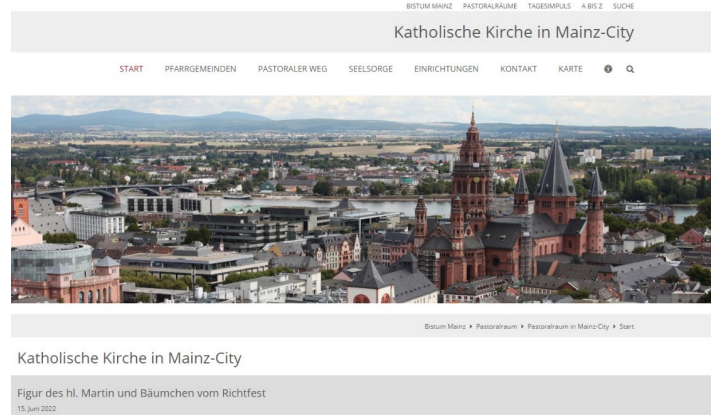 BISTUM MAINZ PASTORALRÄUME TAGESIMPULS A BIS Z SUCHE
Katholische Kirche in Mainz-City
START PFARRGEMEINDEN PASTORALER WEG SEELSORGE EINRICHTUNGEN KONTAKT KARTE
Bistum Mainz Pastoralraum Pastoralraum in Mainz-City Start
Katholische Kirche in Mainz-City
Figur des hl. Martin und Bäumchen vom Richtfest
15. Juni 2022